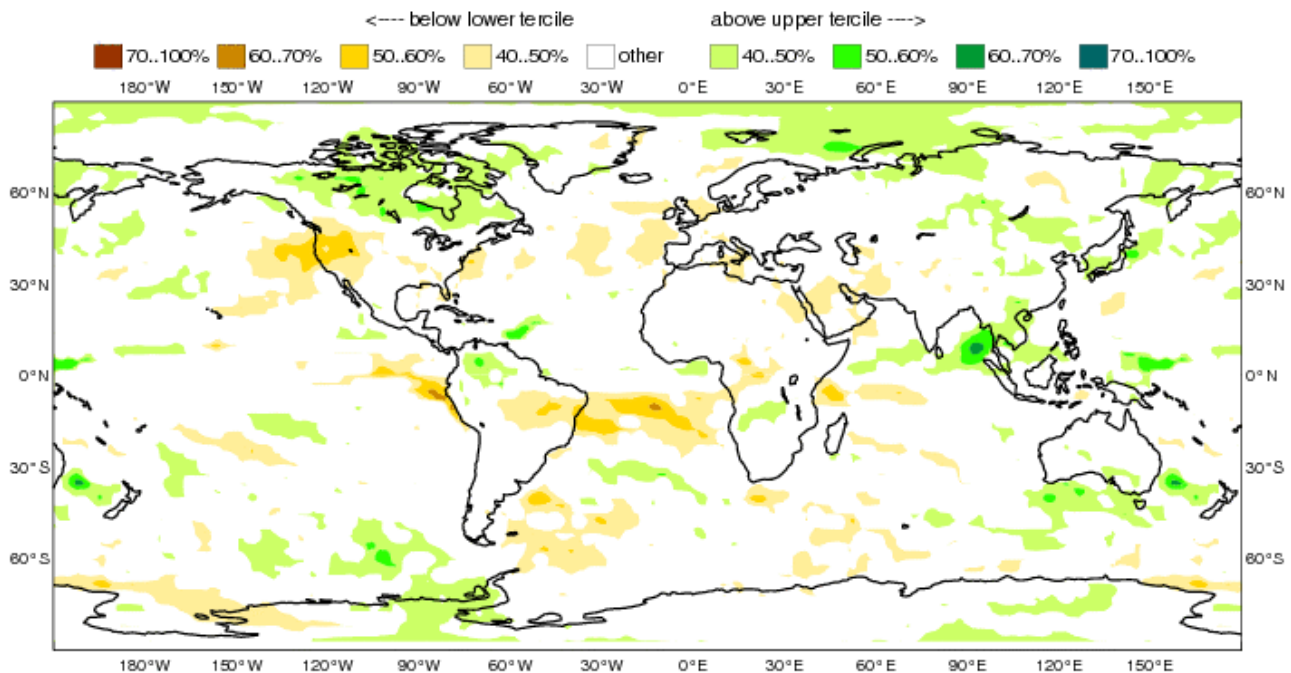 <---- below lower tercile above upper tercile ---->
70..100% 60..70% 50..60% 40..50% other 40..50% 50..60% 60..70% 70..100%
180°W 150°W 120°W 90°W 60°W 30°W 0°E 30°E 60°E 90°E 120°E 150°E
60°N 60°N
30°N 30°N
0°N 0°N
30°S 30°S
60°S 60°S
180°W 150°W 120°W 90°W 60°W 30°W 0°E 30°E 60°E 90°E 120°E 150°E